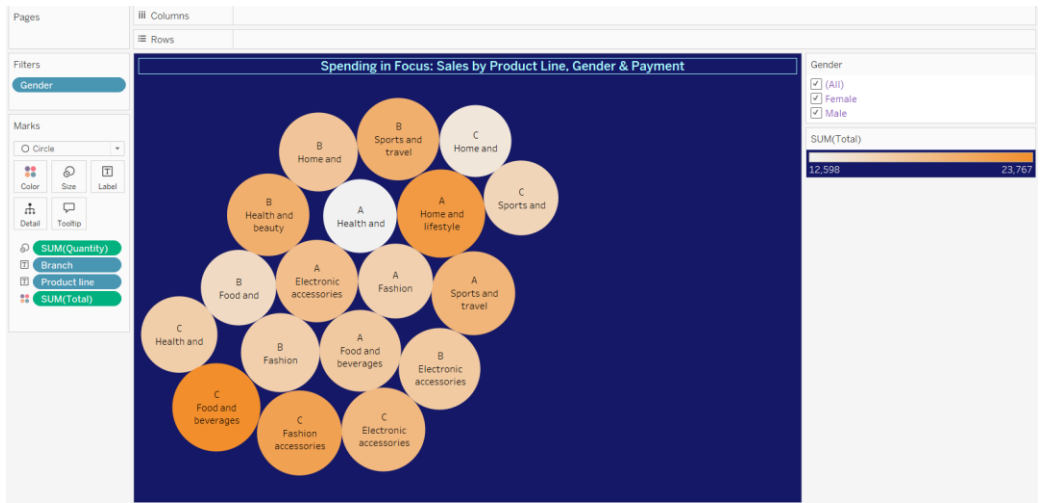 Pages
Columns
Rows
Filters
Gender
Marks
Circle
Color
Size
Label
Detail
Tooltip
SUM(Quantity)
Branch
Product line
SUM(Total)
Spending in Focus: Sales by Product Line, Gender & Payment
B
Home and
B
Sports and
travel
C
Home and
B
Health and
beauty
A
Health and
A
Home and
lifestyle
C
Sports and
B
Food and
A
Electronic
accessories
A
Fashion
A
Sports and
travel
C
Health and
B
Fashion
A
Food and
beverages
B
Electronic
accessories
C
Food and
beverages
C
Fashion
accessories
C
Electronic
accessories
Gender
(All)
Female
Male
SUM(Total)
12,598
23,767